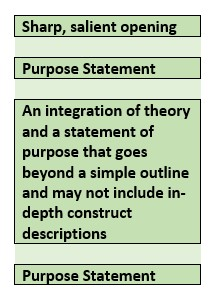 Sharp, salient opening
Purpose Statement
An integration of theory
and a statement of
purpose that goes
beyond a simple outline
and may not include in-
depth construct
descriptions
Purpose Statement